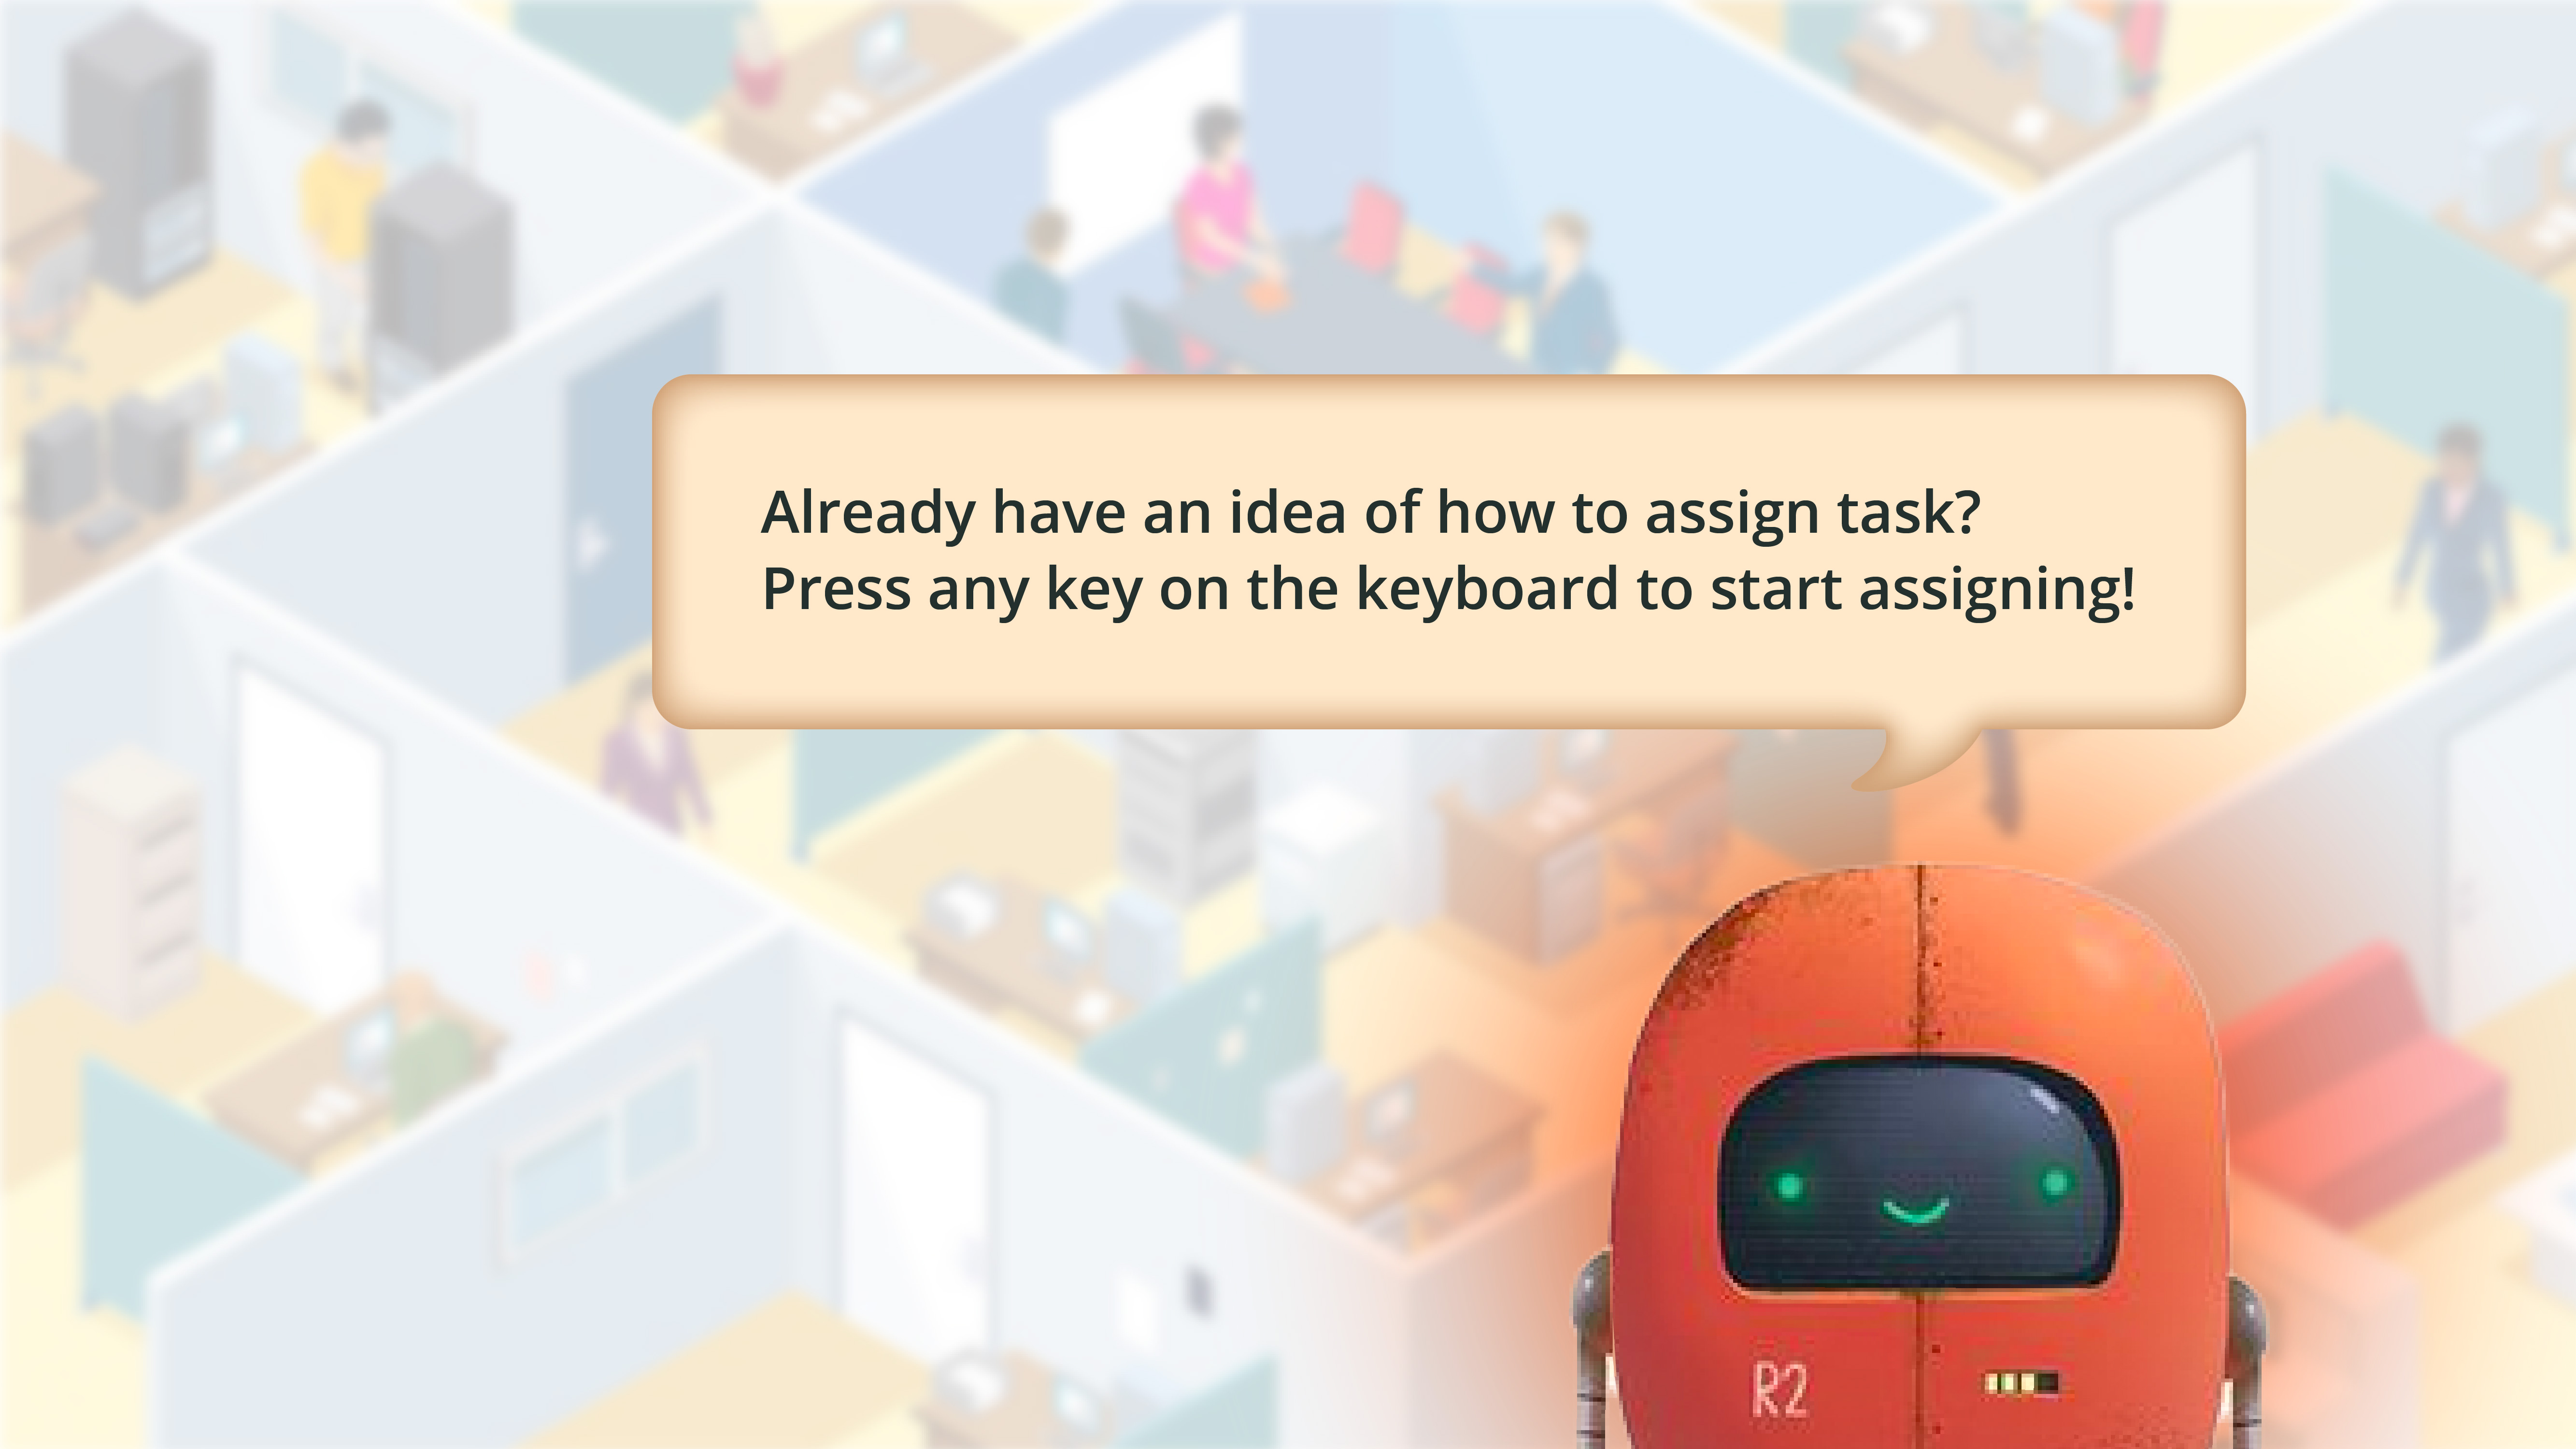 Already have an idea of how to assign task?
Press any key on the keyboard to start assigning!
R2